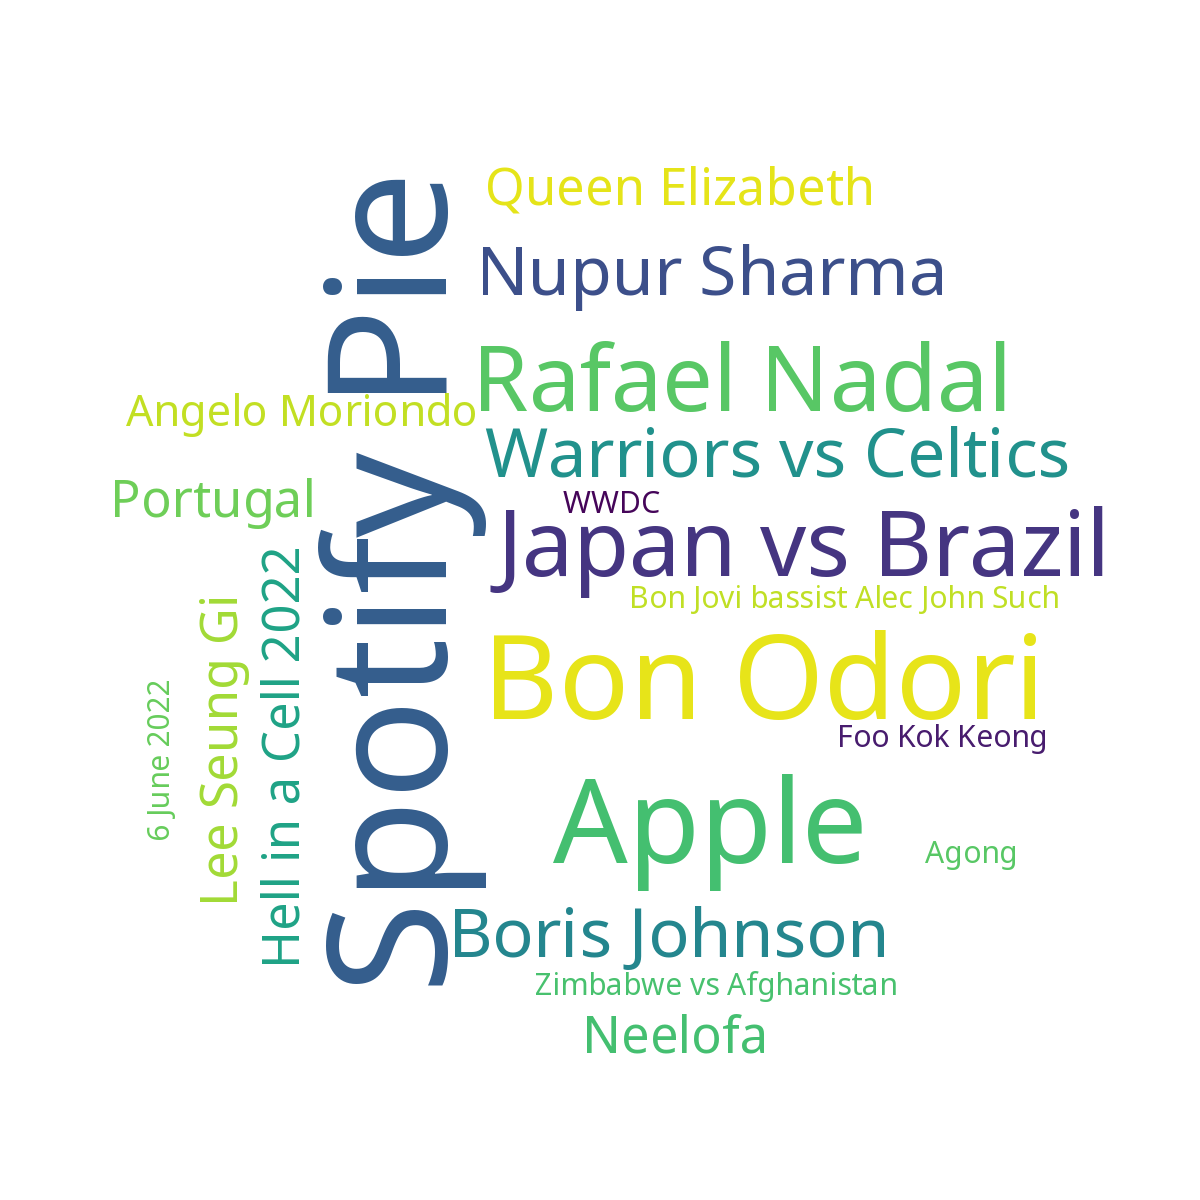 Queen Elizabeth
Nupur Sharma
Spotify Pie
Rafael Nadal
Angelo Moriondo
Warriors vs Celtics
Portugal
WWDC
Japan vs Brazil
Hell in a Cell 2022
Bon Jovi bassist Alec John Such
Lee Seung Gi
Bon Odori
6 June 2022
Foo Kok Keong
Apple
Agong
Boris Johnson
Zimbabwe vs Afghanistan
Neelofa